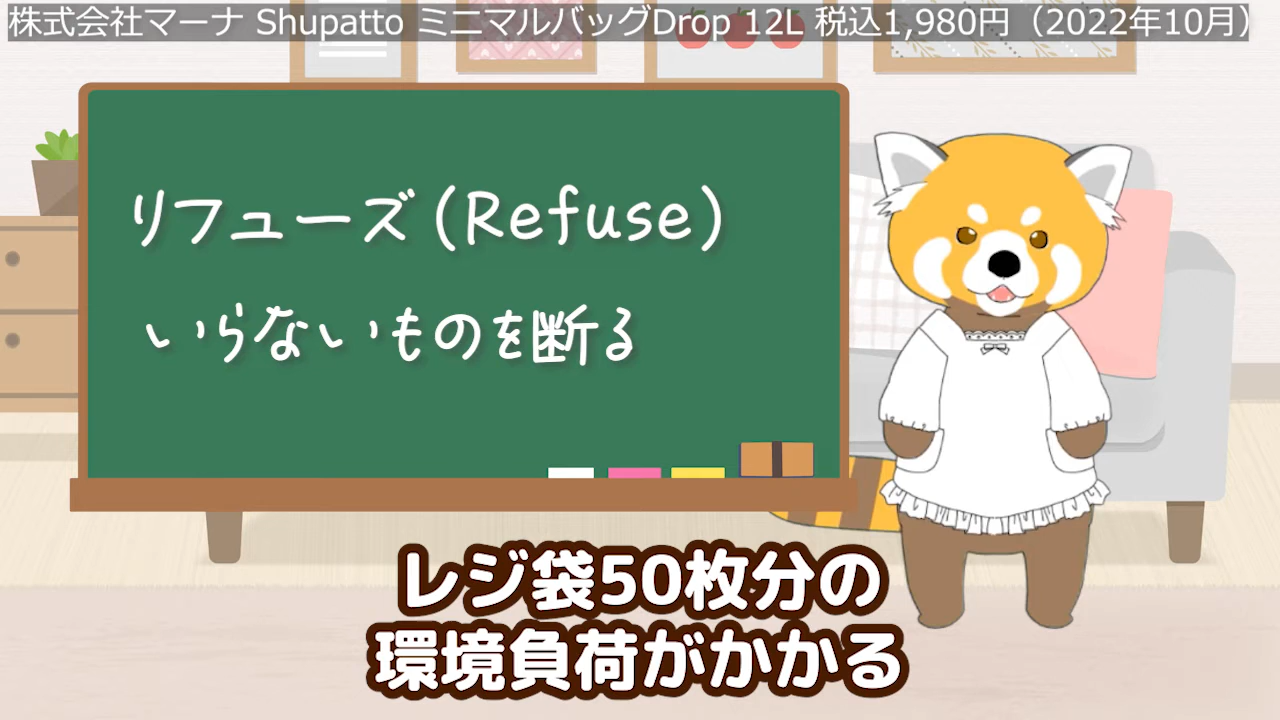 株式会社マーナ Shupatto ミニマルバッグDrop 12L 税込1,980円（2022年10月）
リフューズ(Refuse)
いらないものを断る
レジ袋50枚分の
環境負荷がかかる